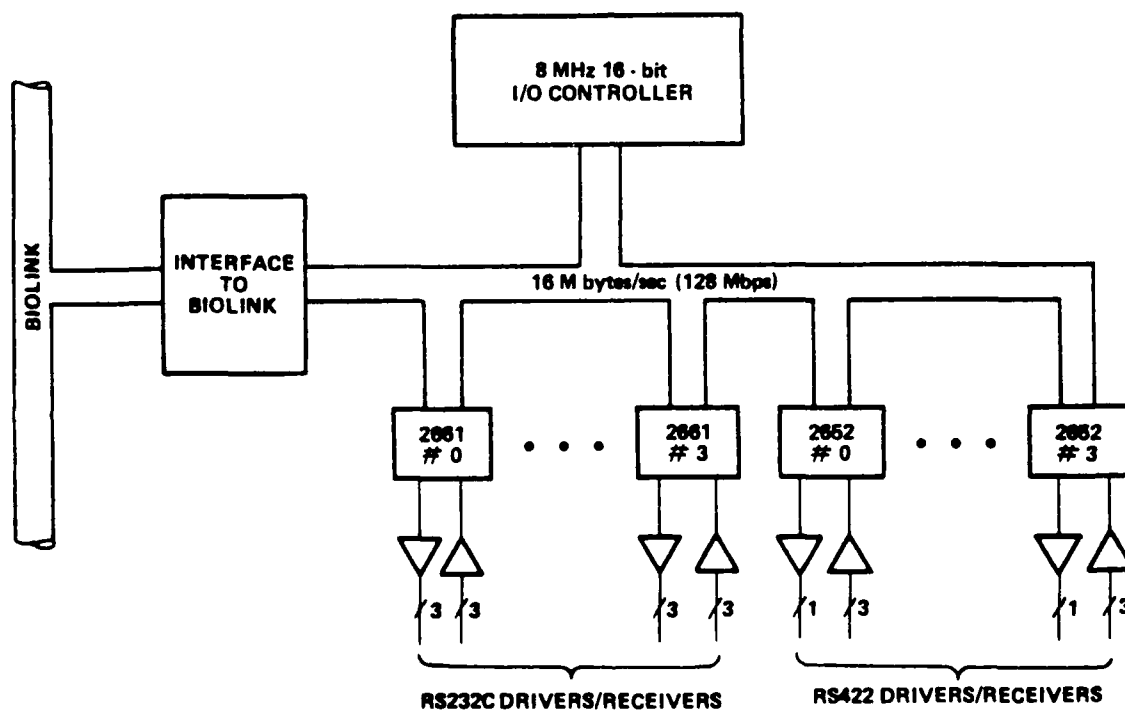 8 MHz 16 - bit
I/O CONTROLLER
BIOLINK
INTERFACE
TO
BIOLINK
16 M bytes/sec (128 Mbps)
2661
# 0
• • •
2661
# 3
2652
# 0
• • •
2652
# 3
3
3
3
3
1
3
1
3
RS232C DRIVERS/RECEIVERS
RS422 DRIVERS/RECEIVERS